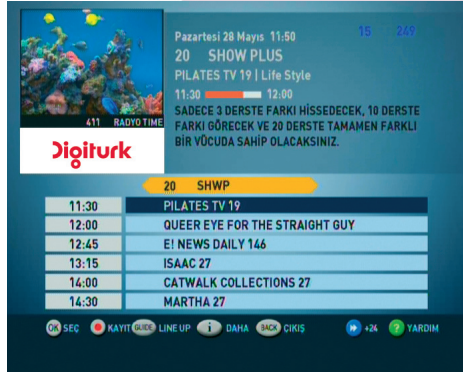 Pazartesi 28 Mayıs 11:50
15 249
20 SHOW PLUS
PILATES TV 19 | Life Style
11:30 12:00
SADECE 3 DERSTE FARKI HİSSEDECEK, 10 DERSTE
FARKI GÖRECEK VE 20 DERSTE TAMAMEN FARKLI
BİR VÜCUDA SAHİP OLACAKSINIZ.
411 RADYO TIME
Digiturk
20 SHWP
11:30 PILATES TV 19
12:00 QUEER EYE FOR THE STRAIGHT GUY
12:45 E! NEWS DAILY 146
13:15 ISAAC 27
14:00 CATWALK COLLECTIONS 27
14:30 MARTHA 27
OK SEÇ KAYIT GUIDE LINE UP i DAHA BACK ÇIKIŞ +24 ? YARDIM